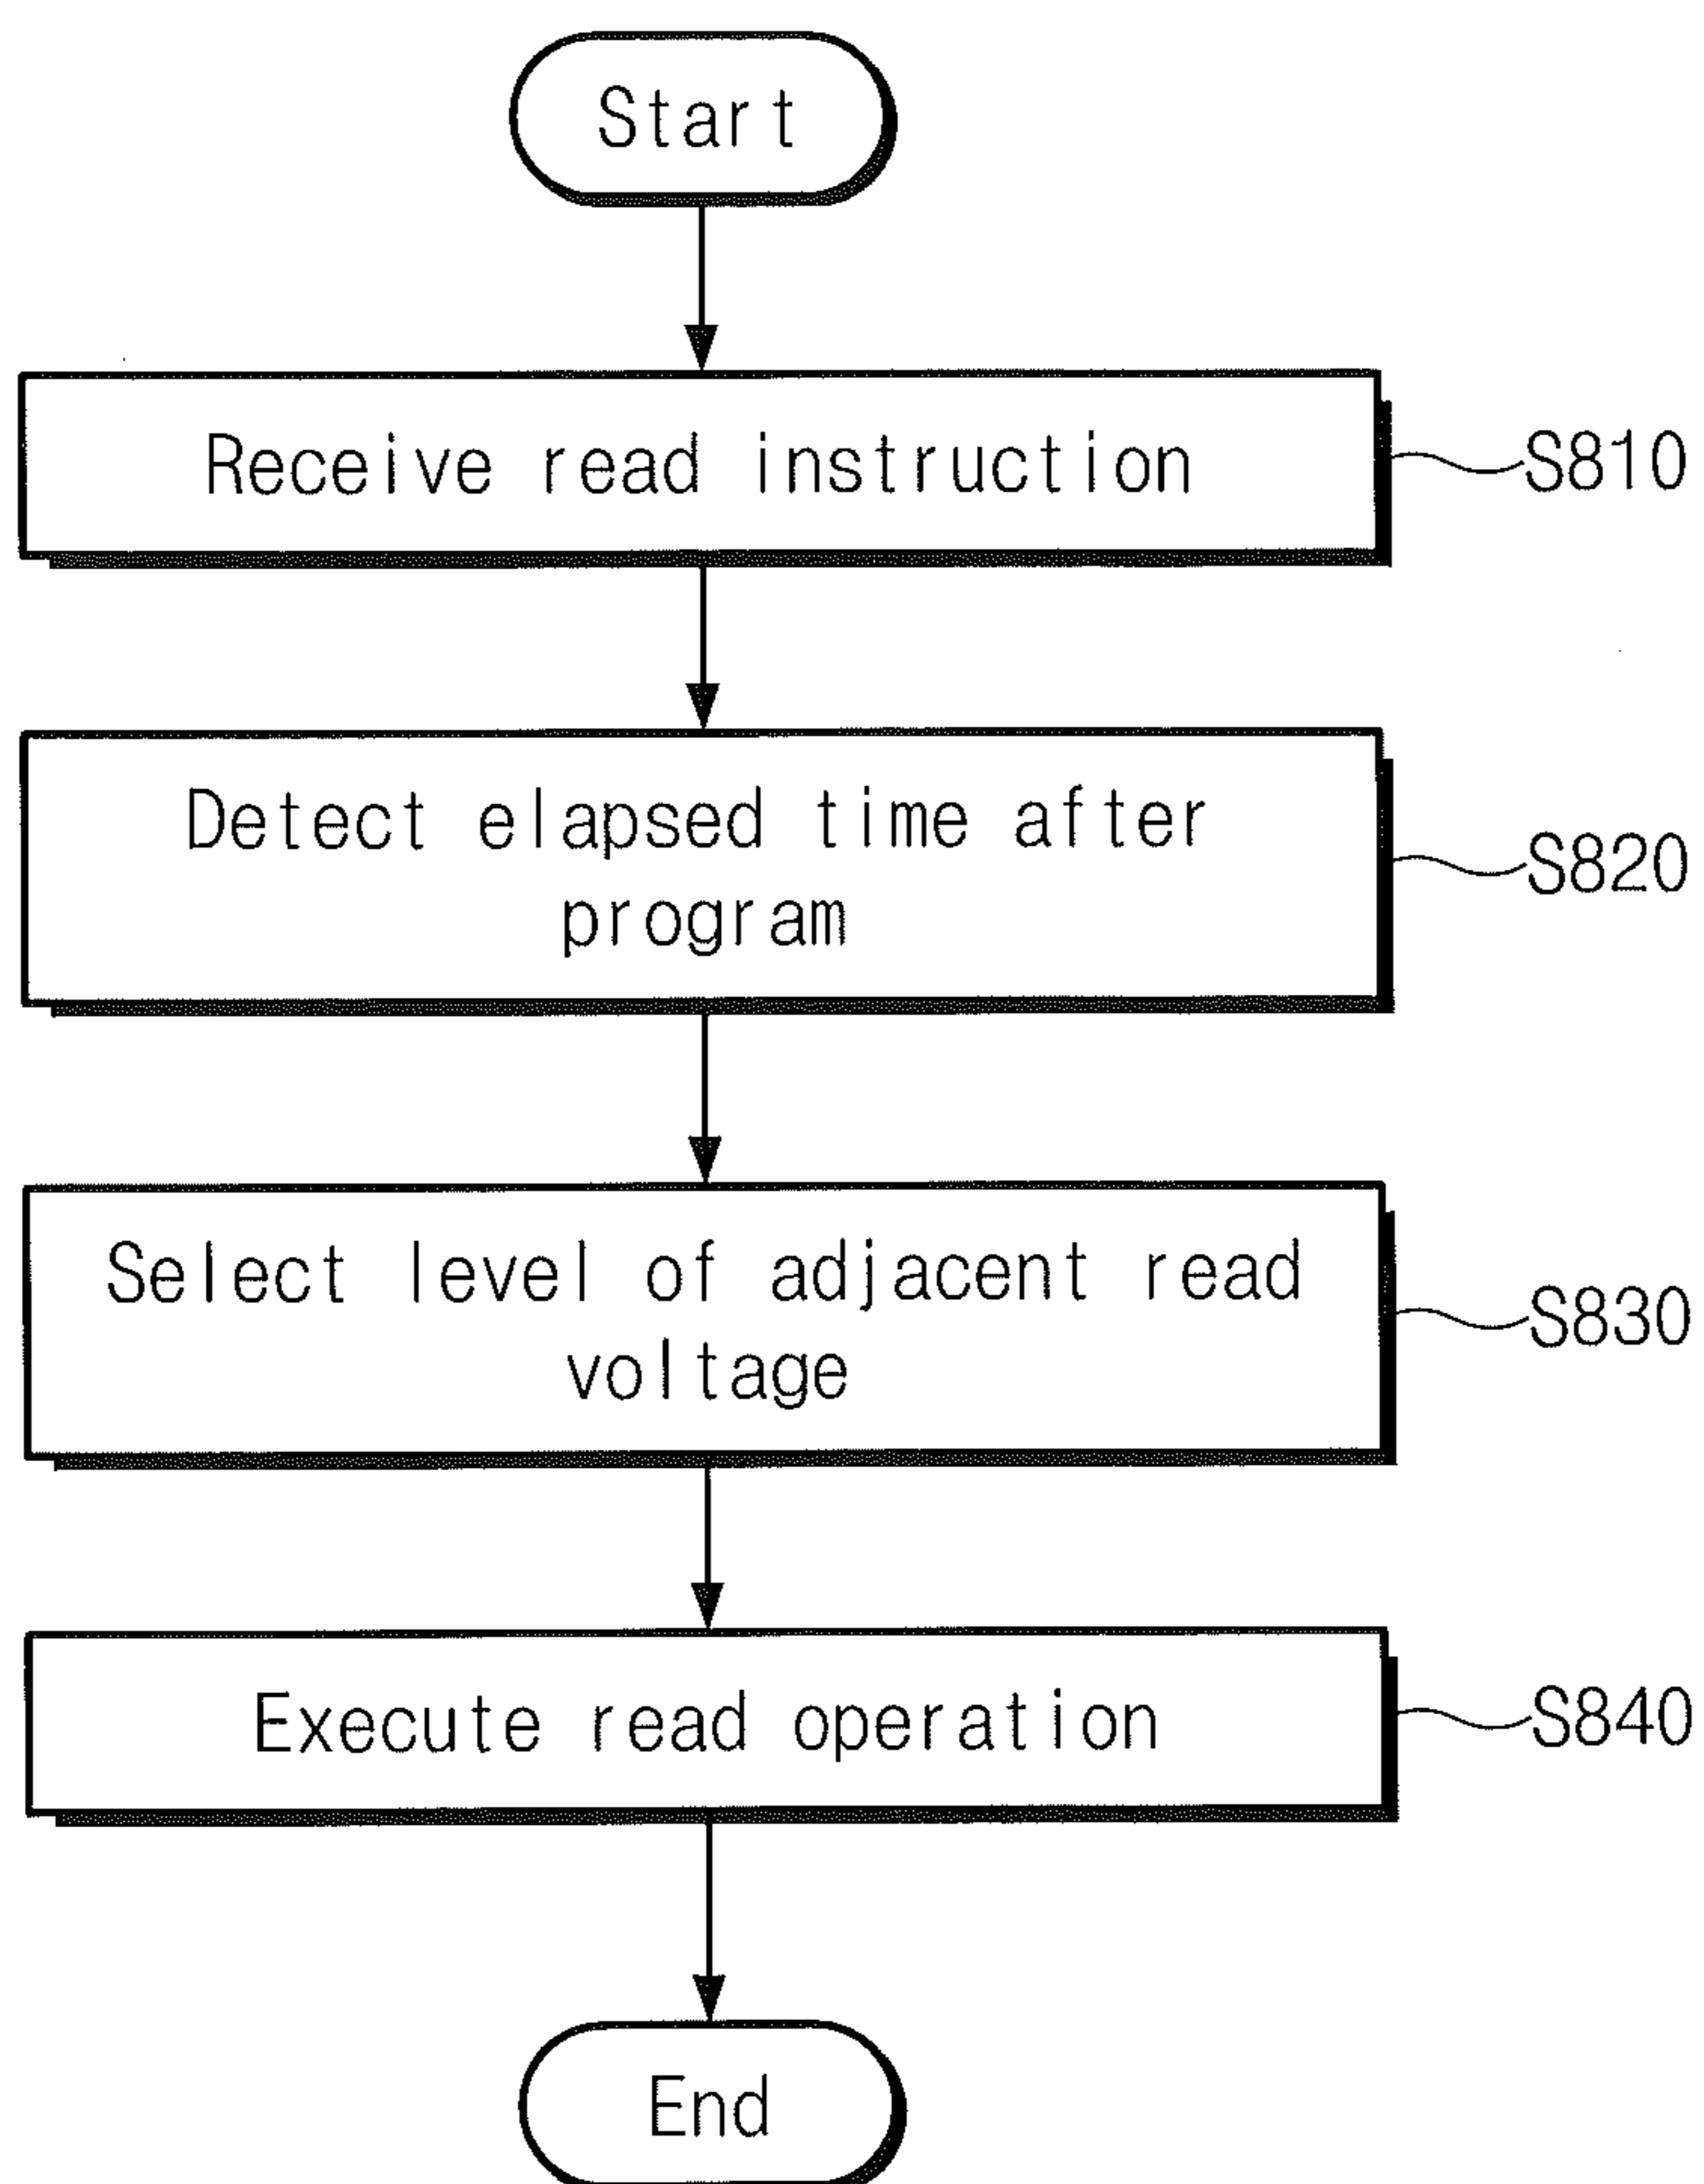 Start
Receive read instruction
S810
Detect elapsed time after
program
S820
Select level of adjacent read
voltage
S830
Execute read operation
S840
End